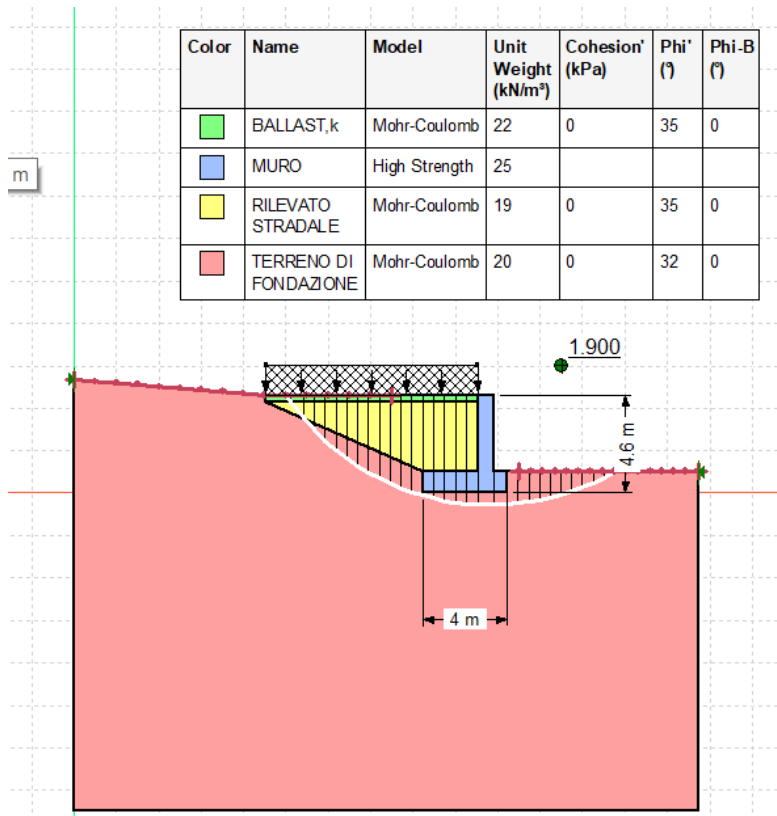 Color Name Model Unit Weight (kN/m³) Cohesion' (kPa) Phi' (°) Phi-B (°)
BALLAST,k Mohr-Coulomb 22 0 35 0
m
MURO High Strength 25
RILEVATO STRADALE Mohr-Coulomb 19 0 35 0
TERRENO DI FONDAZIONE Mohr-Coulomb 20 0 32 0
1.900
4.6 m
4 m